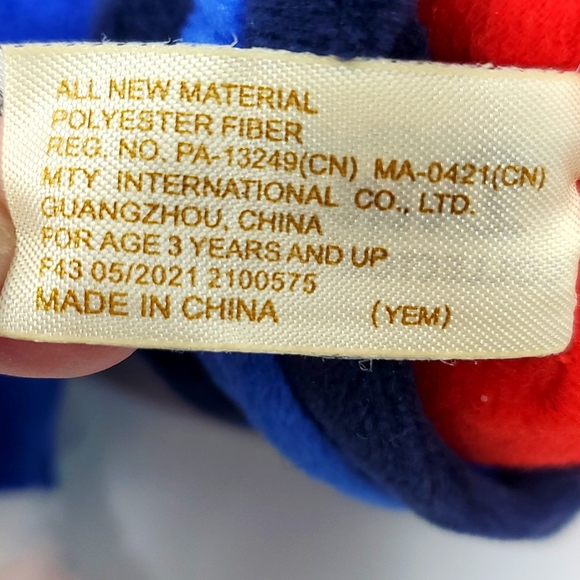 ALL NEW MATERIAL
POLYESTER FIBER
REG. NO. PA-13249(CN) MA-0421(CN)
MTY INTERNATIONAL CO., LTD.
GUANGZHOU, CHINA
FOR AGE 3 YEARS AND UP
F43 05/2021 2100575
MADE IN CHINA (YEM)